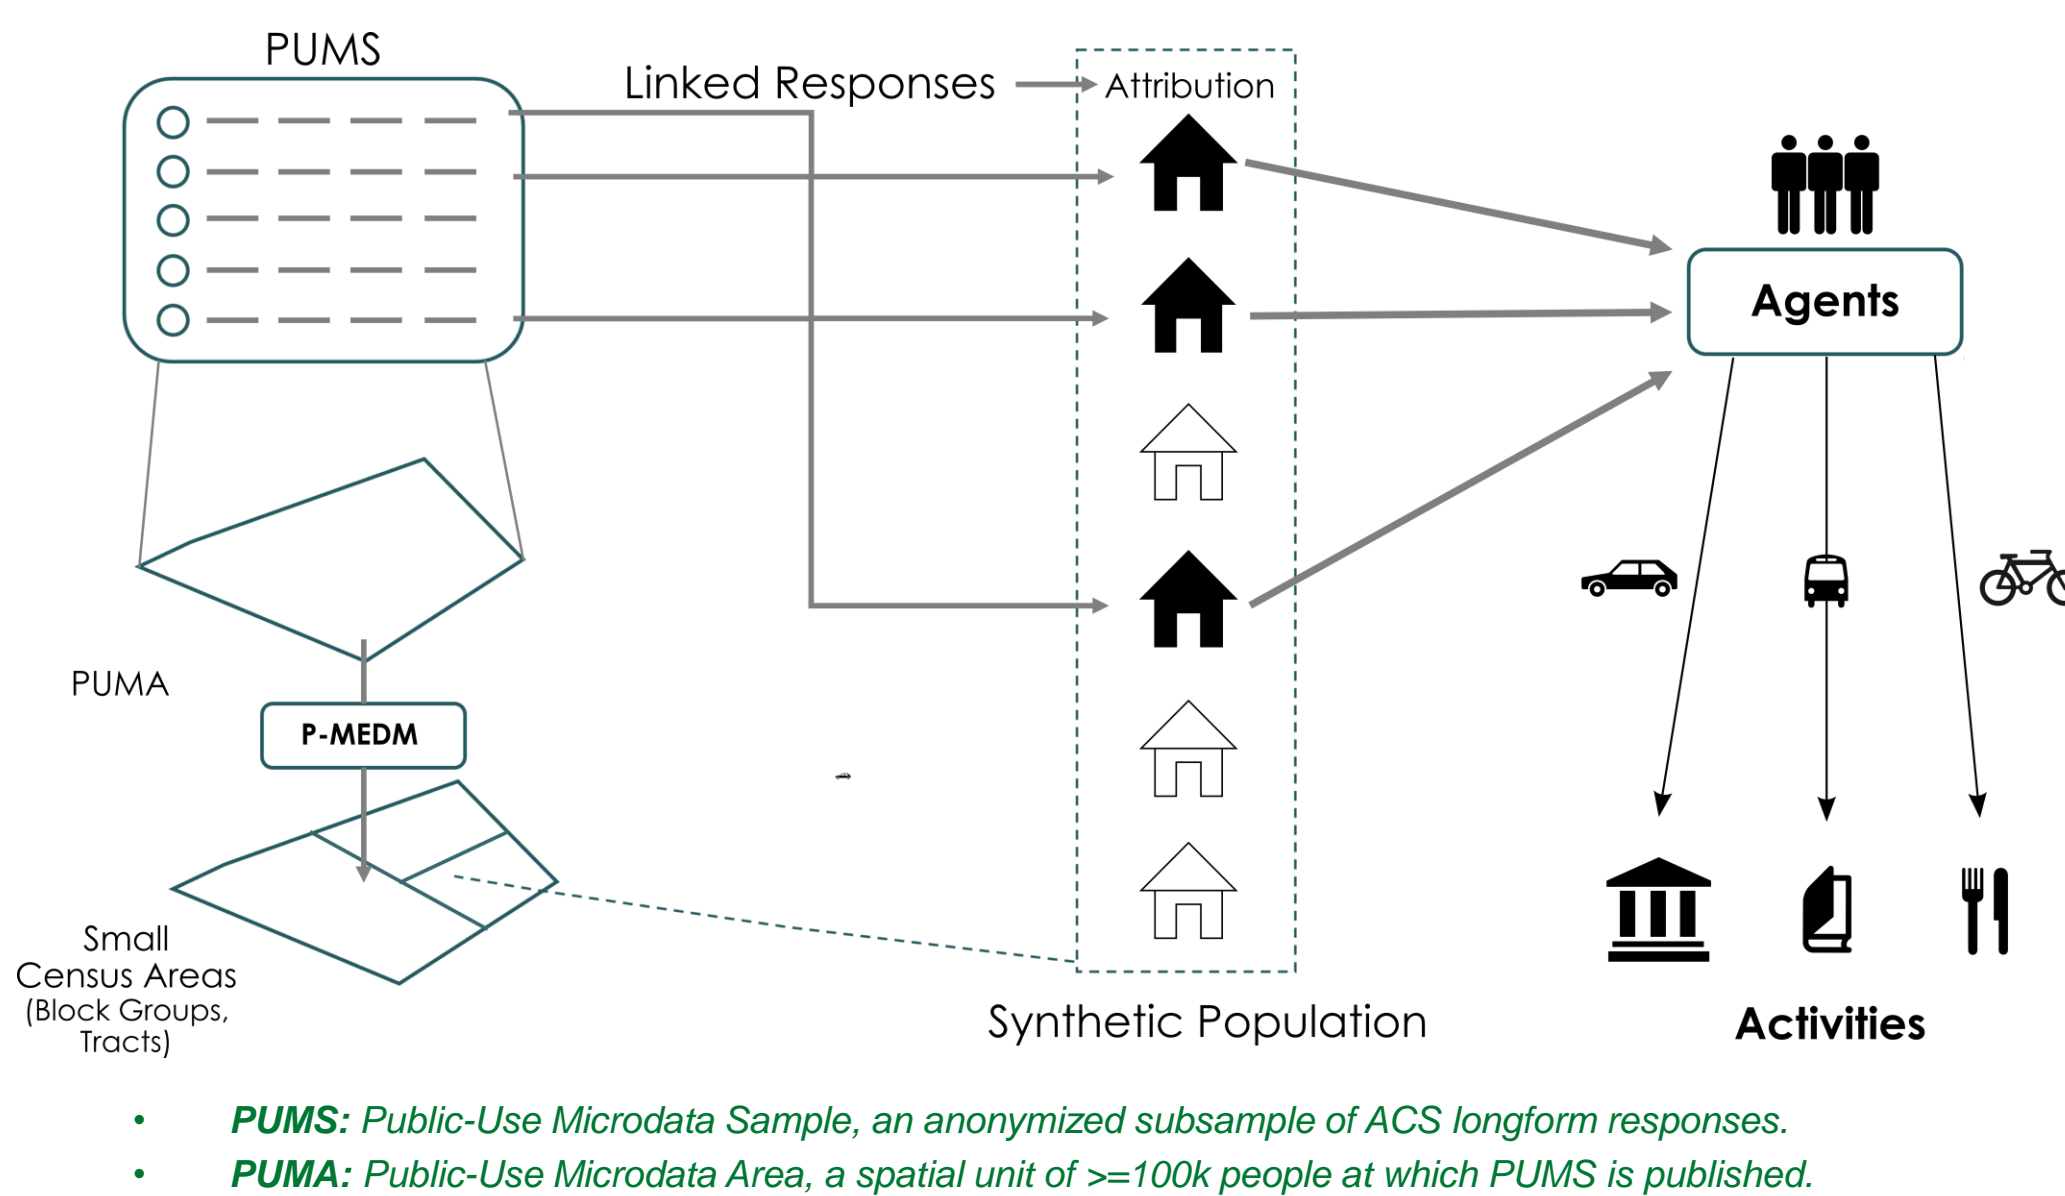 PUMS
Linked Responses
Attribution
Agents
PUMA
P-MEDM
Small
Census Areas
(Block Groups,
Tracts)
Synthetic Population
Activities
• PUMS: Public-Use Microdata Sample, an anonymized subsample of ACS longform responses.
• PUMA: Public-Use Microdata Area, a spatial unit of >=100k people at which PUMS is published.